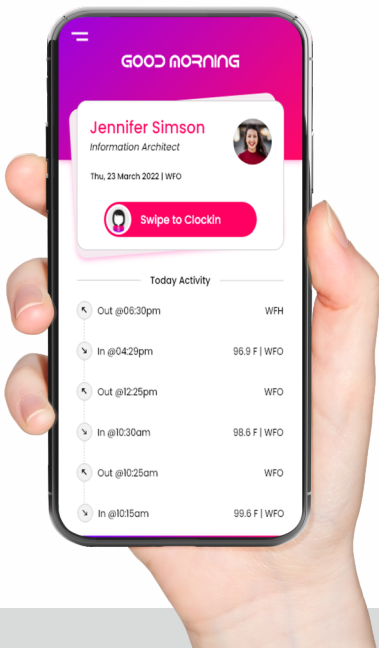 GOOD MORNING
Jennifer Simson
Information Architect
Thu, 23 March 2022 | WFO
Swipe to Clockin
Today Activity
Out @06:30pm WFH
In @04:29pm 96.9 F | WFO
Out @12:25pm WFO
In @10:30am 98.6 F | WFO
Out @10:25am WFO
In @10:15am 99.6 F | WFO